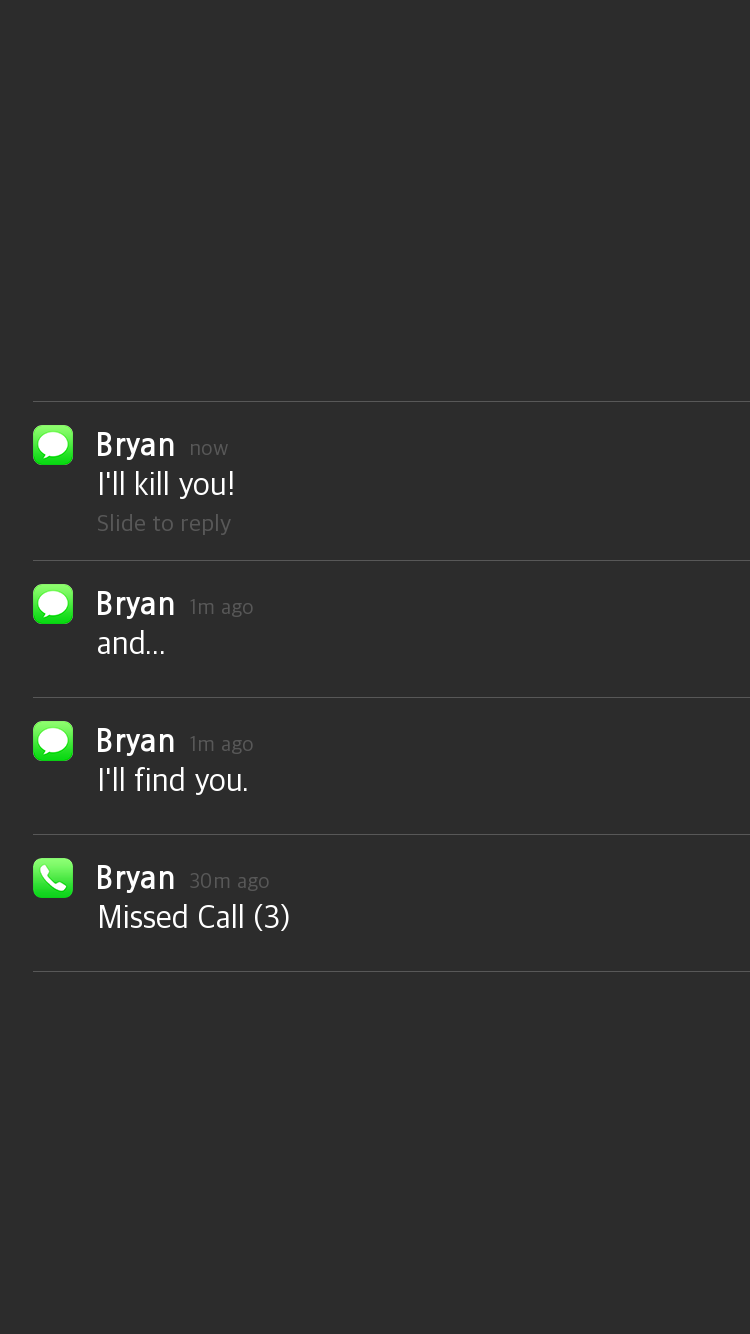 Bryan now
I'll kill you!
Slide to reply
Bryan 1m ago
and...
Bryan 1m ago
I'll find you.
Bryan 30m ago
Missed Call (3)